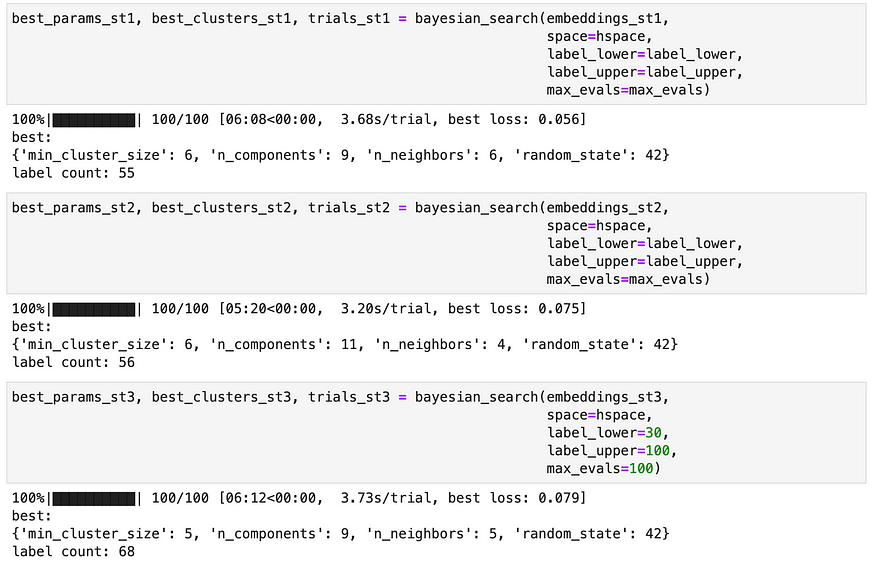 best_params_st1, best_clusters_st1, trials_st1 = bayesian_search(embeddings_st1,
space=hspace,
label_lower=label_lower,
label_upper=label_upper,
max_evals=max_evals)
100%|██████████| 100/100 [06:08<00:00,  3.68s/trial, best loss: 0.056]
best:
{'min_cluster_size': 6, 'n_components': 9, 'n_neighbors': 6, 'random_state': 42}
label count: 55
best_params_st2, best_clusters_st2, trials_st2 = bayesian_search(embeddings_st2,
space=hspace,
label_lower=label_lower,
label_upper=label_upper,
max_evals=max_evals)
100%|██████████| 100/100 [05:20<00:00,  3.20s/trial, best loss: 0.075]
best:
{'min_cluster_size': 6, 'n_components': 11, 'n_neighbors': 4, 'random_state': 42}
label count: 56
best_params_st3, best_clusters_st3, trials_st3 = bayesian_search(embeddings_st3,
space=hspace,
label_lower=30,
label_upper=100,
max_evals=100)
100%|██████████| 100/100 [06:12<00:00,  3.73s/trial, best loss: 0.079]
best:
{'min_cluster_size': 5, 'n_components': 9, 'n_neighbors': 5, 'random_state': 42}
label count: 68